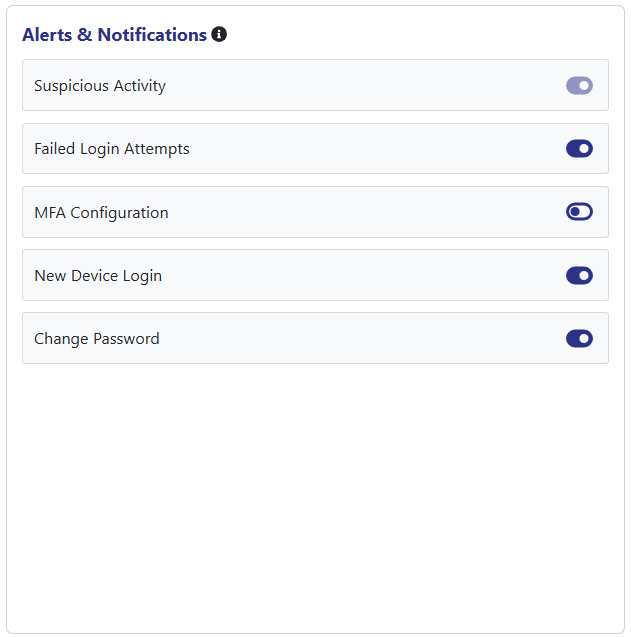 Alerts & Notifications
Suspicious Activity
Failed Login Attempts
MFA Configuration
New Device Login
Change Password